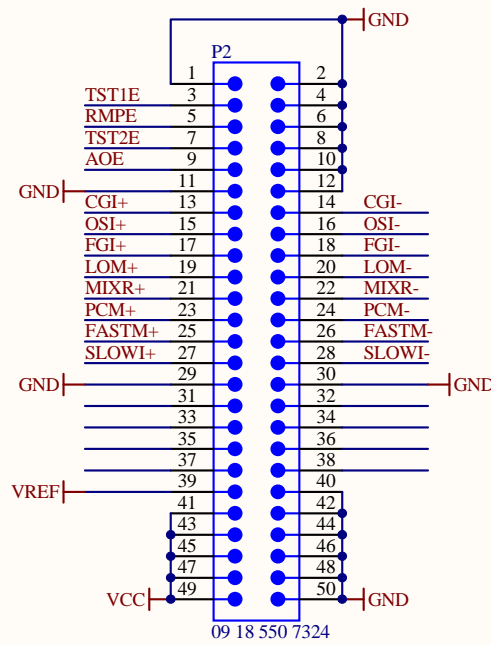 GND
P2
1 2
TST1E 3 4
RMPE 5 6
TST2E 7 8
AOE 9 10
GND 11 12
CGI+ 13 14 CGI-
OSI+ 15 16 OSI-
FGI+ 17 18 FGI-
LOM+ 19 20 LOM-
MIXR+ 21 22 MIXR-
PCM+ 23 24 PCM-
FASTM+ 25 26 FASTM-
SLOWI+ 27 28 SLOWI-
GND 29 30 GND
31 32
33 34
35 36
37 38
VREF 39 40
41 42
43 44
45 46
47 48
VCC 49 50 GND
09 18 550 7324